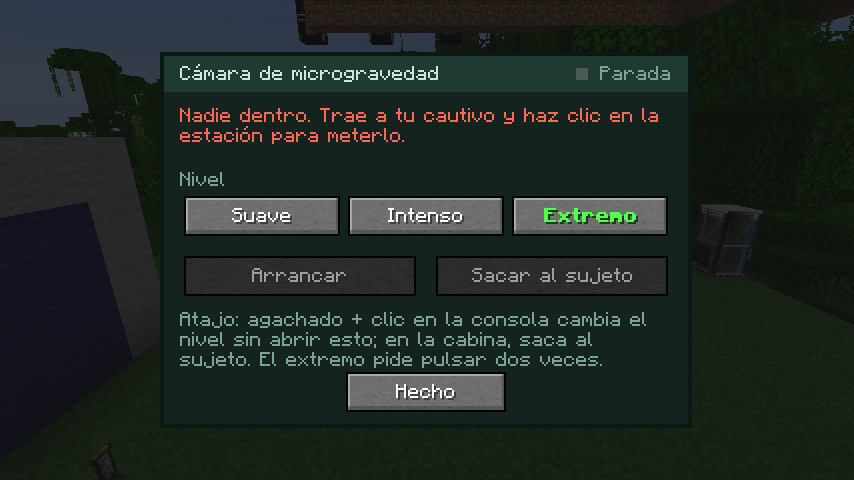 Cámara de microgravedad
Parada
Nadie dentro. Trae a tu cautivo y haz clic en la
estación para meterlo.
Nivel
Suave
Intenso
Extremo
Arrancar
Sacar al sujeto
Atajo: agachado + clic en la consola cambia el
nivel sin abrir esto; en la cabina, saca al
sujeto. El extremo pide pulsar dos veces.
Hecho